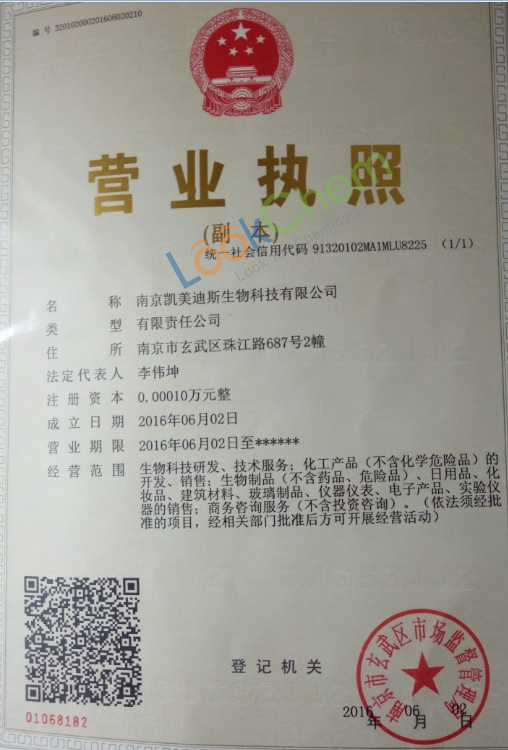 编 号 320102000201606020210
营业执照
(副 本)
统一社会信用代码 91320102MA1MLU8225 (1/1)
LookChem
名 称 南京凯美迪斯生物科技有限公司
类 型 有限责任公司
住 所 南京市玄武区珠江路687号2幢
法定代表人 李伟坤
注册资本 0.00010万元整
成立日期 2016年06月02日
营业期限 2016年06月02日至******
经营范围 生物科技研发、技术服务；化工产品（不含化学危险品）的
开发、销售；生物制品（不含药品、危险品）、日用品、化
妆品、建筑材料、玻璃制品、仪器仪表、电子产品、实验仪
器的销售；商务咨询服务（不含投资咨询）。（依法须经批
准的项目，经相关部门批准后方可开展经营活动）
登记机关
南京市玄武区市场监督管理局
2016年 06月 02日
01068182